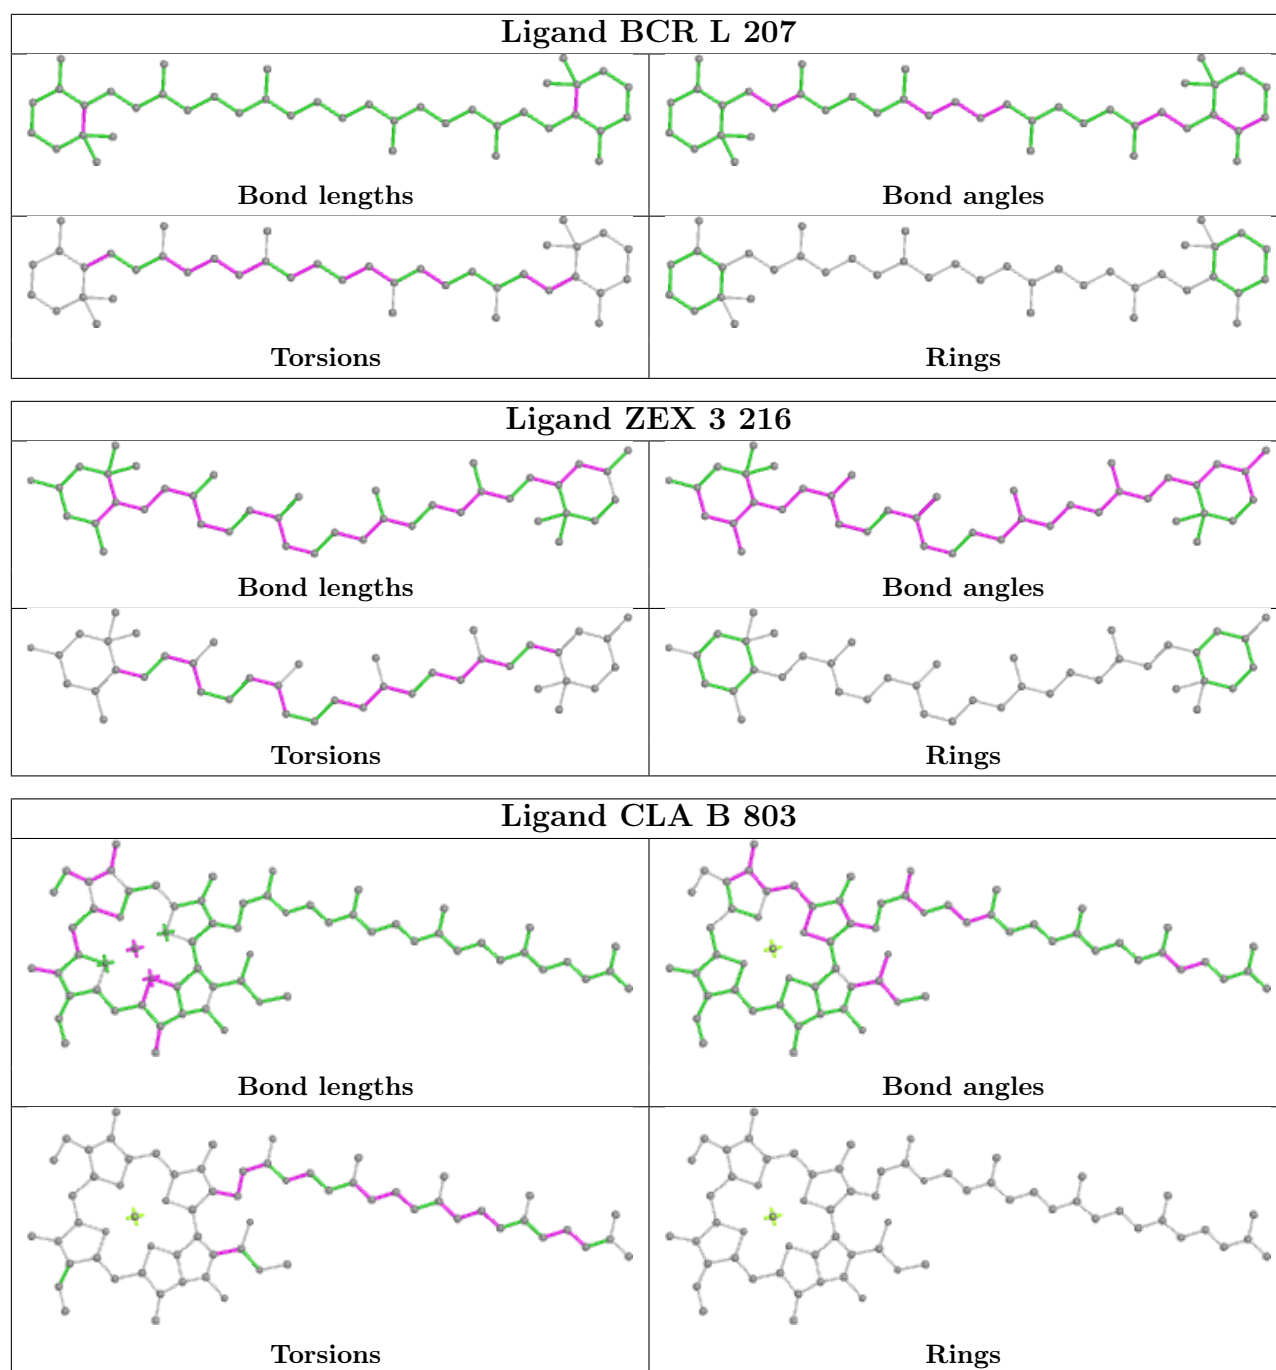 Ligand BCR L 207
Bond lengths
Bond angles
Torsions
Rings
Ligand ZEX 3 216
Bond lengths
Bond angles
Torsions
Rings
Ligand CLA B 803
Bond lengths
Bond angles
Torsions
Rings